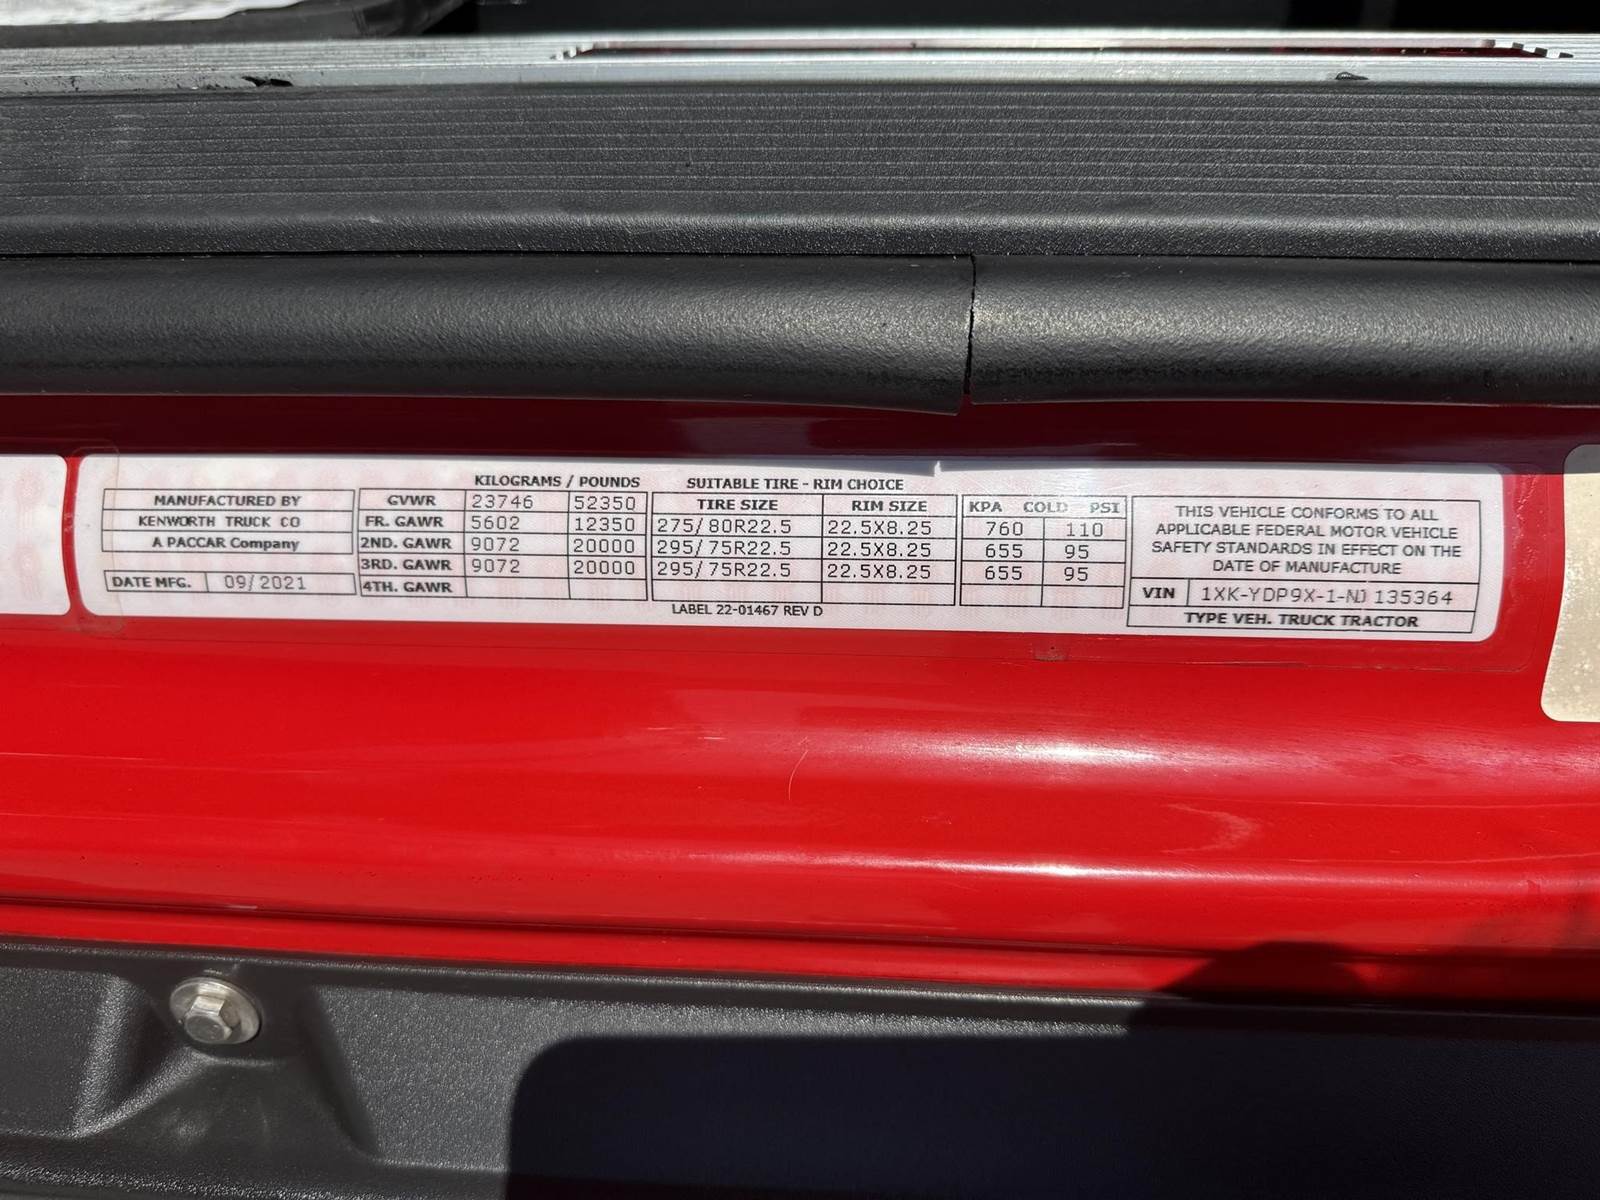 KILOGRAMS / POUNDS SUITABLE TIRE - RIM CHOICE
MANUFACTURED BY
KENWORTH TRUCK CO
A PACCAR Company
DATE MFG. 09/2021
GVWR 23746 52350
FR. GAWR 5602 12350
2ND. GAWR 9072 20000
3RD. GAWR 9072 20000
4TH. GAWR
TIRE SIZE RIM SIZE
275/80R22.5 22.5X8.25
295/75R22.5 22.5X8.25
295/75R22.5 22.5X8.25
KPA COLD PSI
760 110
655 95
655 95
LABEL 22-01467 REV D
THIS VEHICLE CONFORMS TO ALL
APPLICABLE FEDERAL MOTOR VEHICLE
SAFETY STANDARDS IN EFFECT ON THE
DATE OF MANUFACTURE
VIN 1XK-YDP9X-1-NJ135364
TYPE VEH. TRUCK TRACTOR